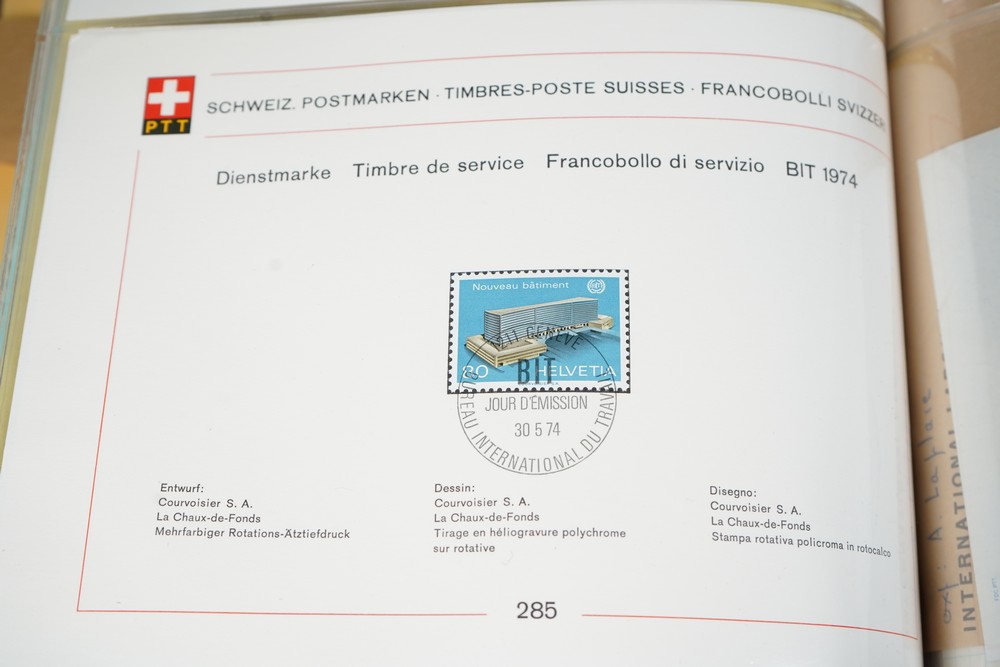 PTT
SCHWEIZ. POSTMARKEN · TIMBRES-POSTE SUISSES · FRANCOBOLLI SVIZZERI
Dienstmarke Timbre de service Francobollo di servizio BIT 1974
Nouveau bâtiment
80 HELVETIA
GENÈVE
BIT
JOUR D'ÉMISSION
30 5 74
BUREAU INTERNATIONAL DU TRAVAIL
Entwurf:
Courvoisier S. A.
La Chaux-de-Fonds
Mehrfarbiger Rotations-Ätztiefdruck
Dessin:
Courvoisier S. A.
La Chaux-de-Fonds
Tirage en héliogravure polychrome
sur rotative
Disegno:
Courvoisier S. A.
La Chaux-de-Fonds
Stampa rotativa policroma in rotocalco
285
INTERNATIONAL